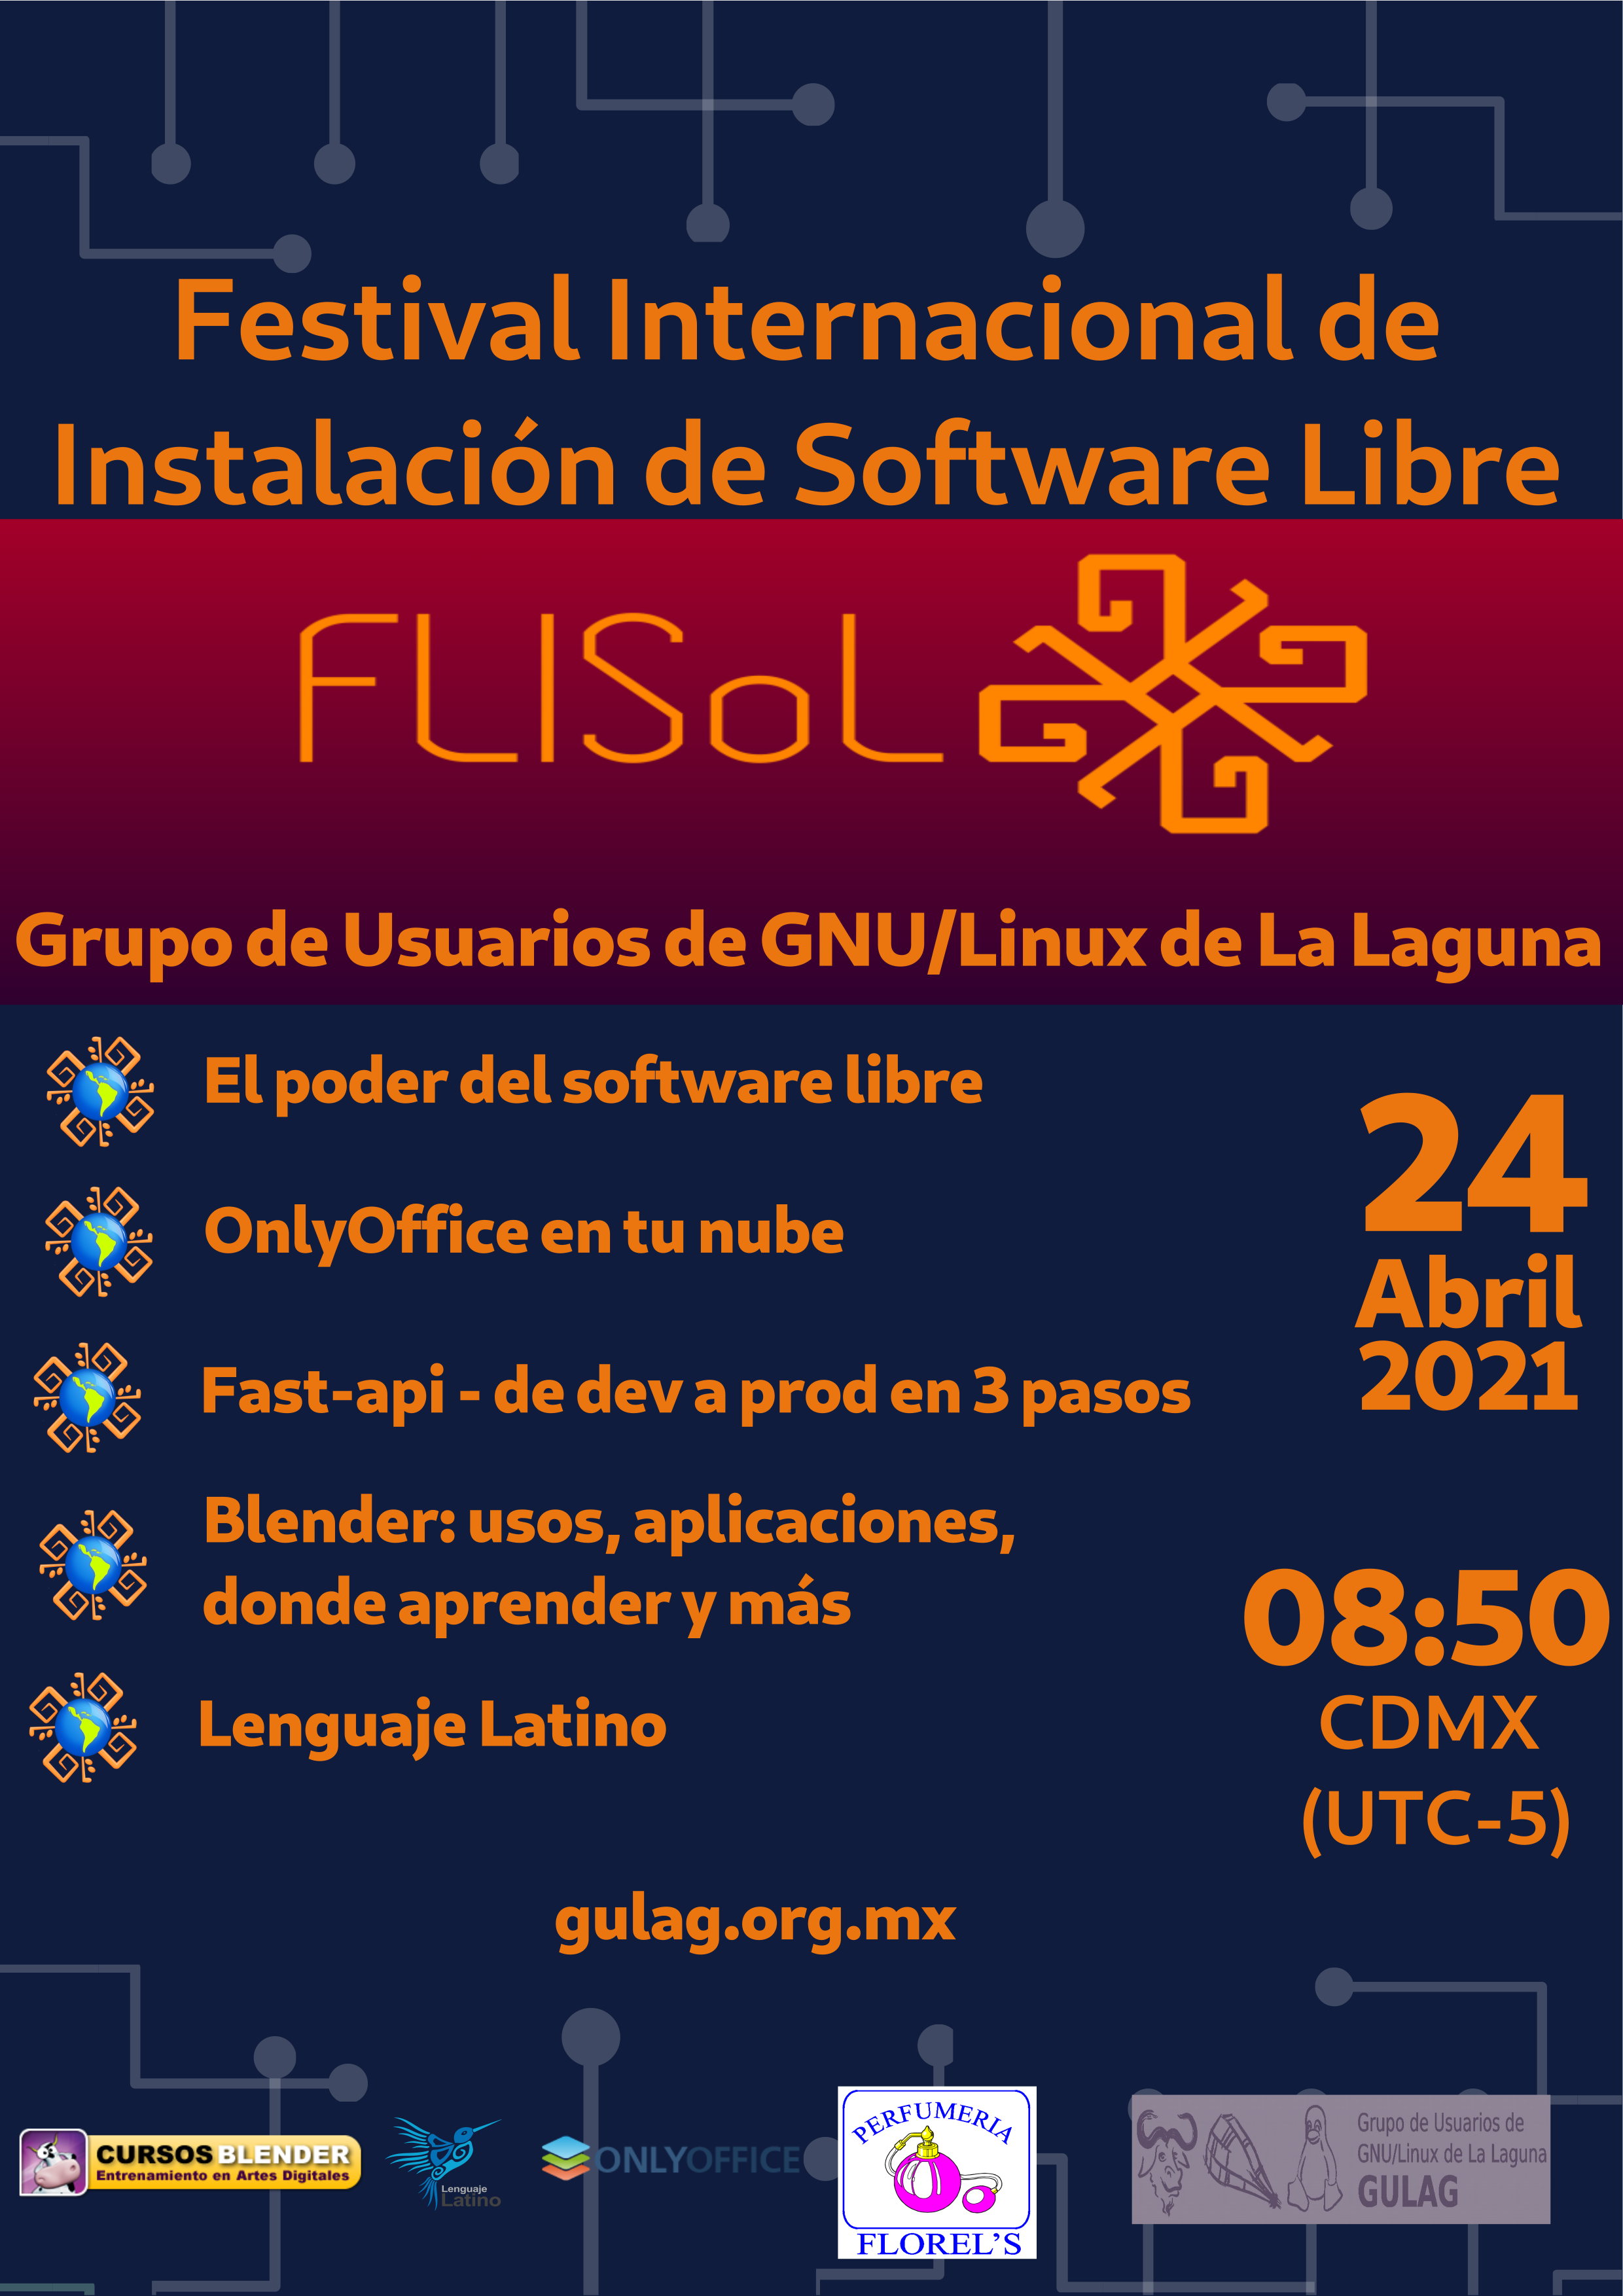 Festival Internacional de
Instalación de Software Libre
FLISoL
Grupo de Usuarios de GNU/Linux de La Laguna
El poder del software libre
OnlyOffice en tu nube
Fast-api - de dev a prod en 3 pasos
Blender: usos, aplicaciones,
donde aprender y más
Lenguaje Latino
24
Abril
2021
08:50
CDMX
(UTC-5)
gulag.org.mx
CURSOS BLENDER
Entrenamiento en Artes Digitales
Lenguaje
Latino
ONLYOFFICE
PERFUMERIA
FLOREL'S
Grupo de Usuarios de
GNU/Linux de La Laguna
GULAG